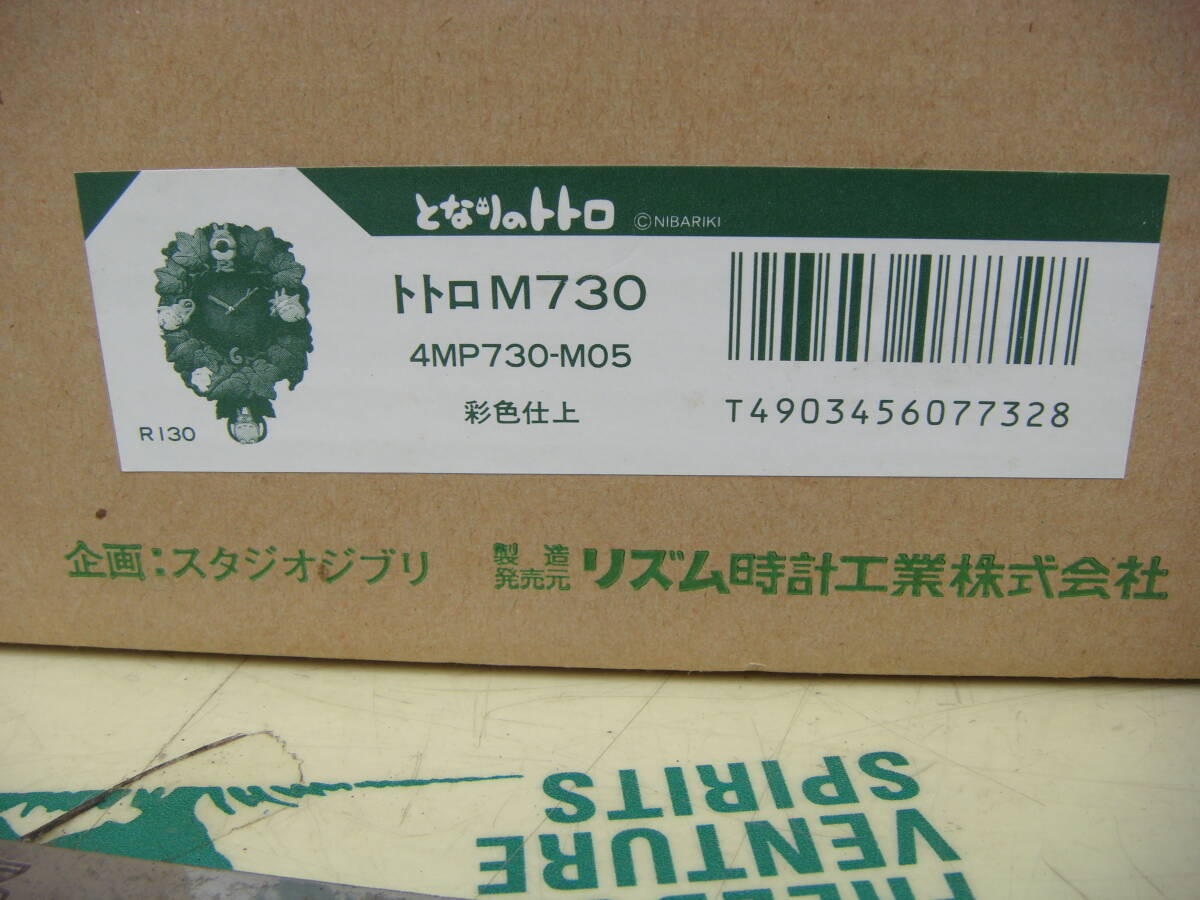 となりのトトロ ©NIBARIKI
トトロM730
4MP730-M05
彩色仕上
T4903456077328
R130
企画:スタジオジブリ
製造
発売元
リズム時計工業株式会社
SPIRITS
VENTURE